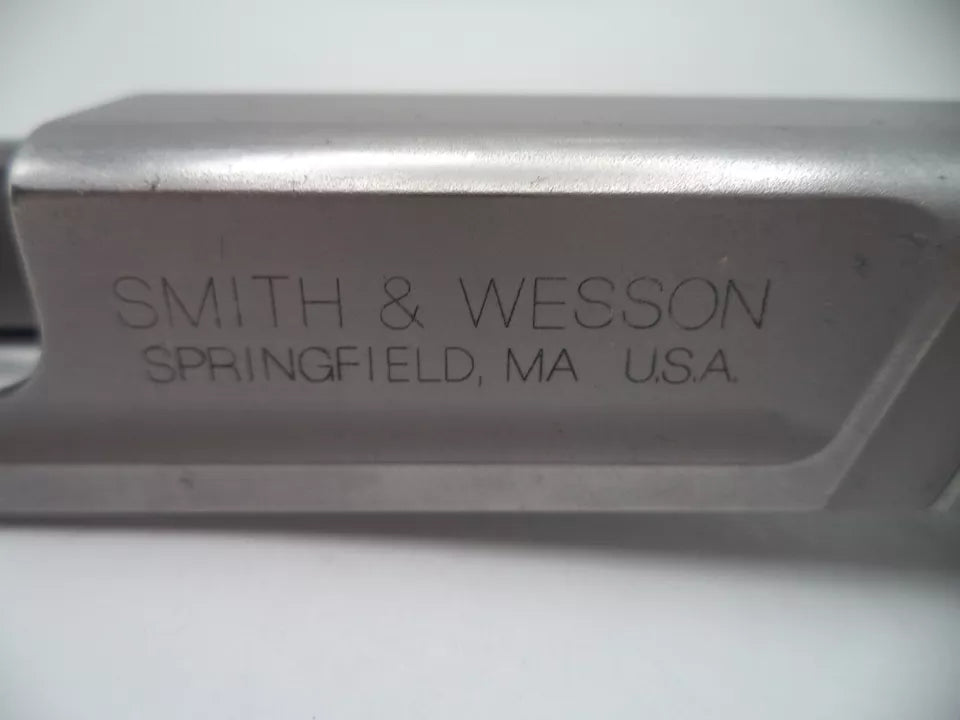 SMITH & WESSON
SPRINGFIELD, MA U.S.A.